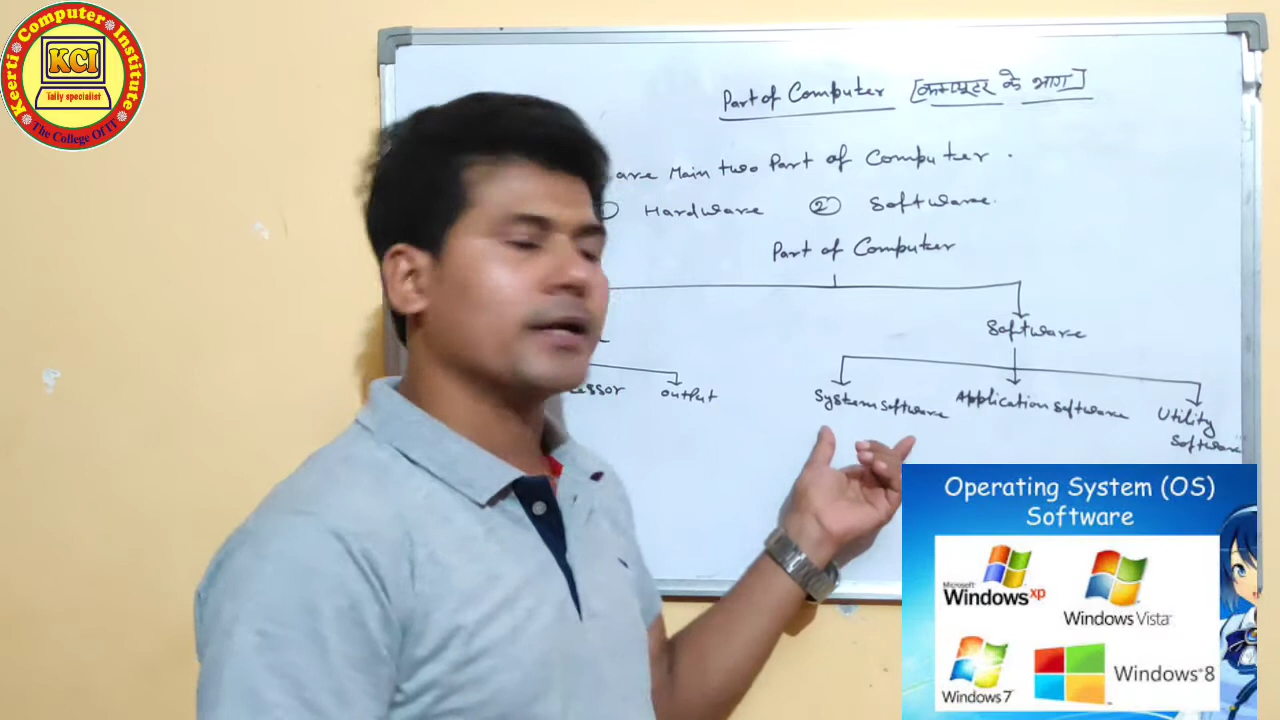 Keerti Computer Institute
KCI
Tally specialist
The College Of IT
Part of Computer [कम्प्यूटर के भाग]
are Main two Part of Computer.
Hardware ② Software.
Part of Computer
Software
output
System software Application software Utility
software
Operating System (OS)
Software
Microsoft
Windows xp
Windows Vista
Windows 7
Windows 8